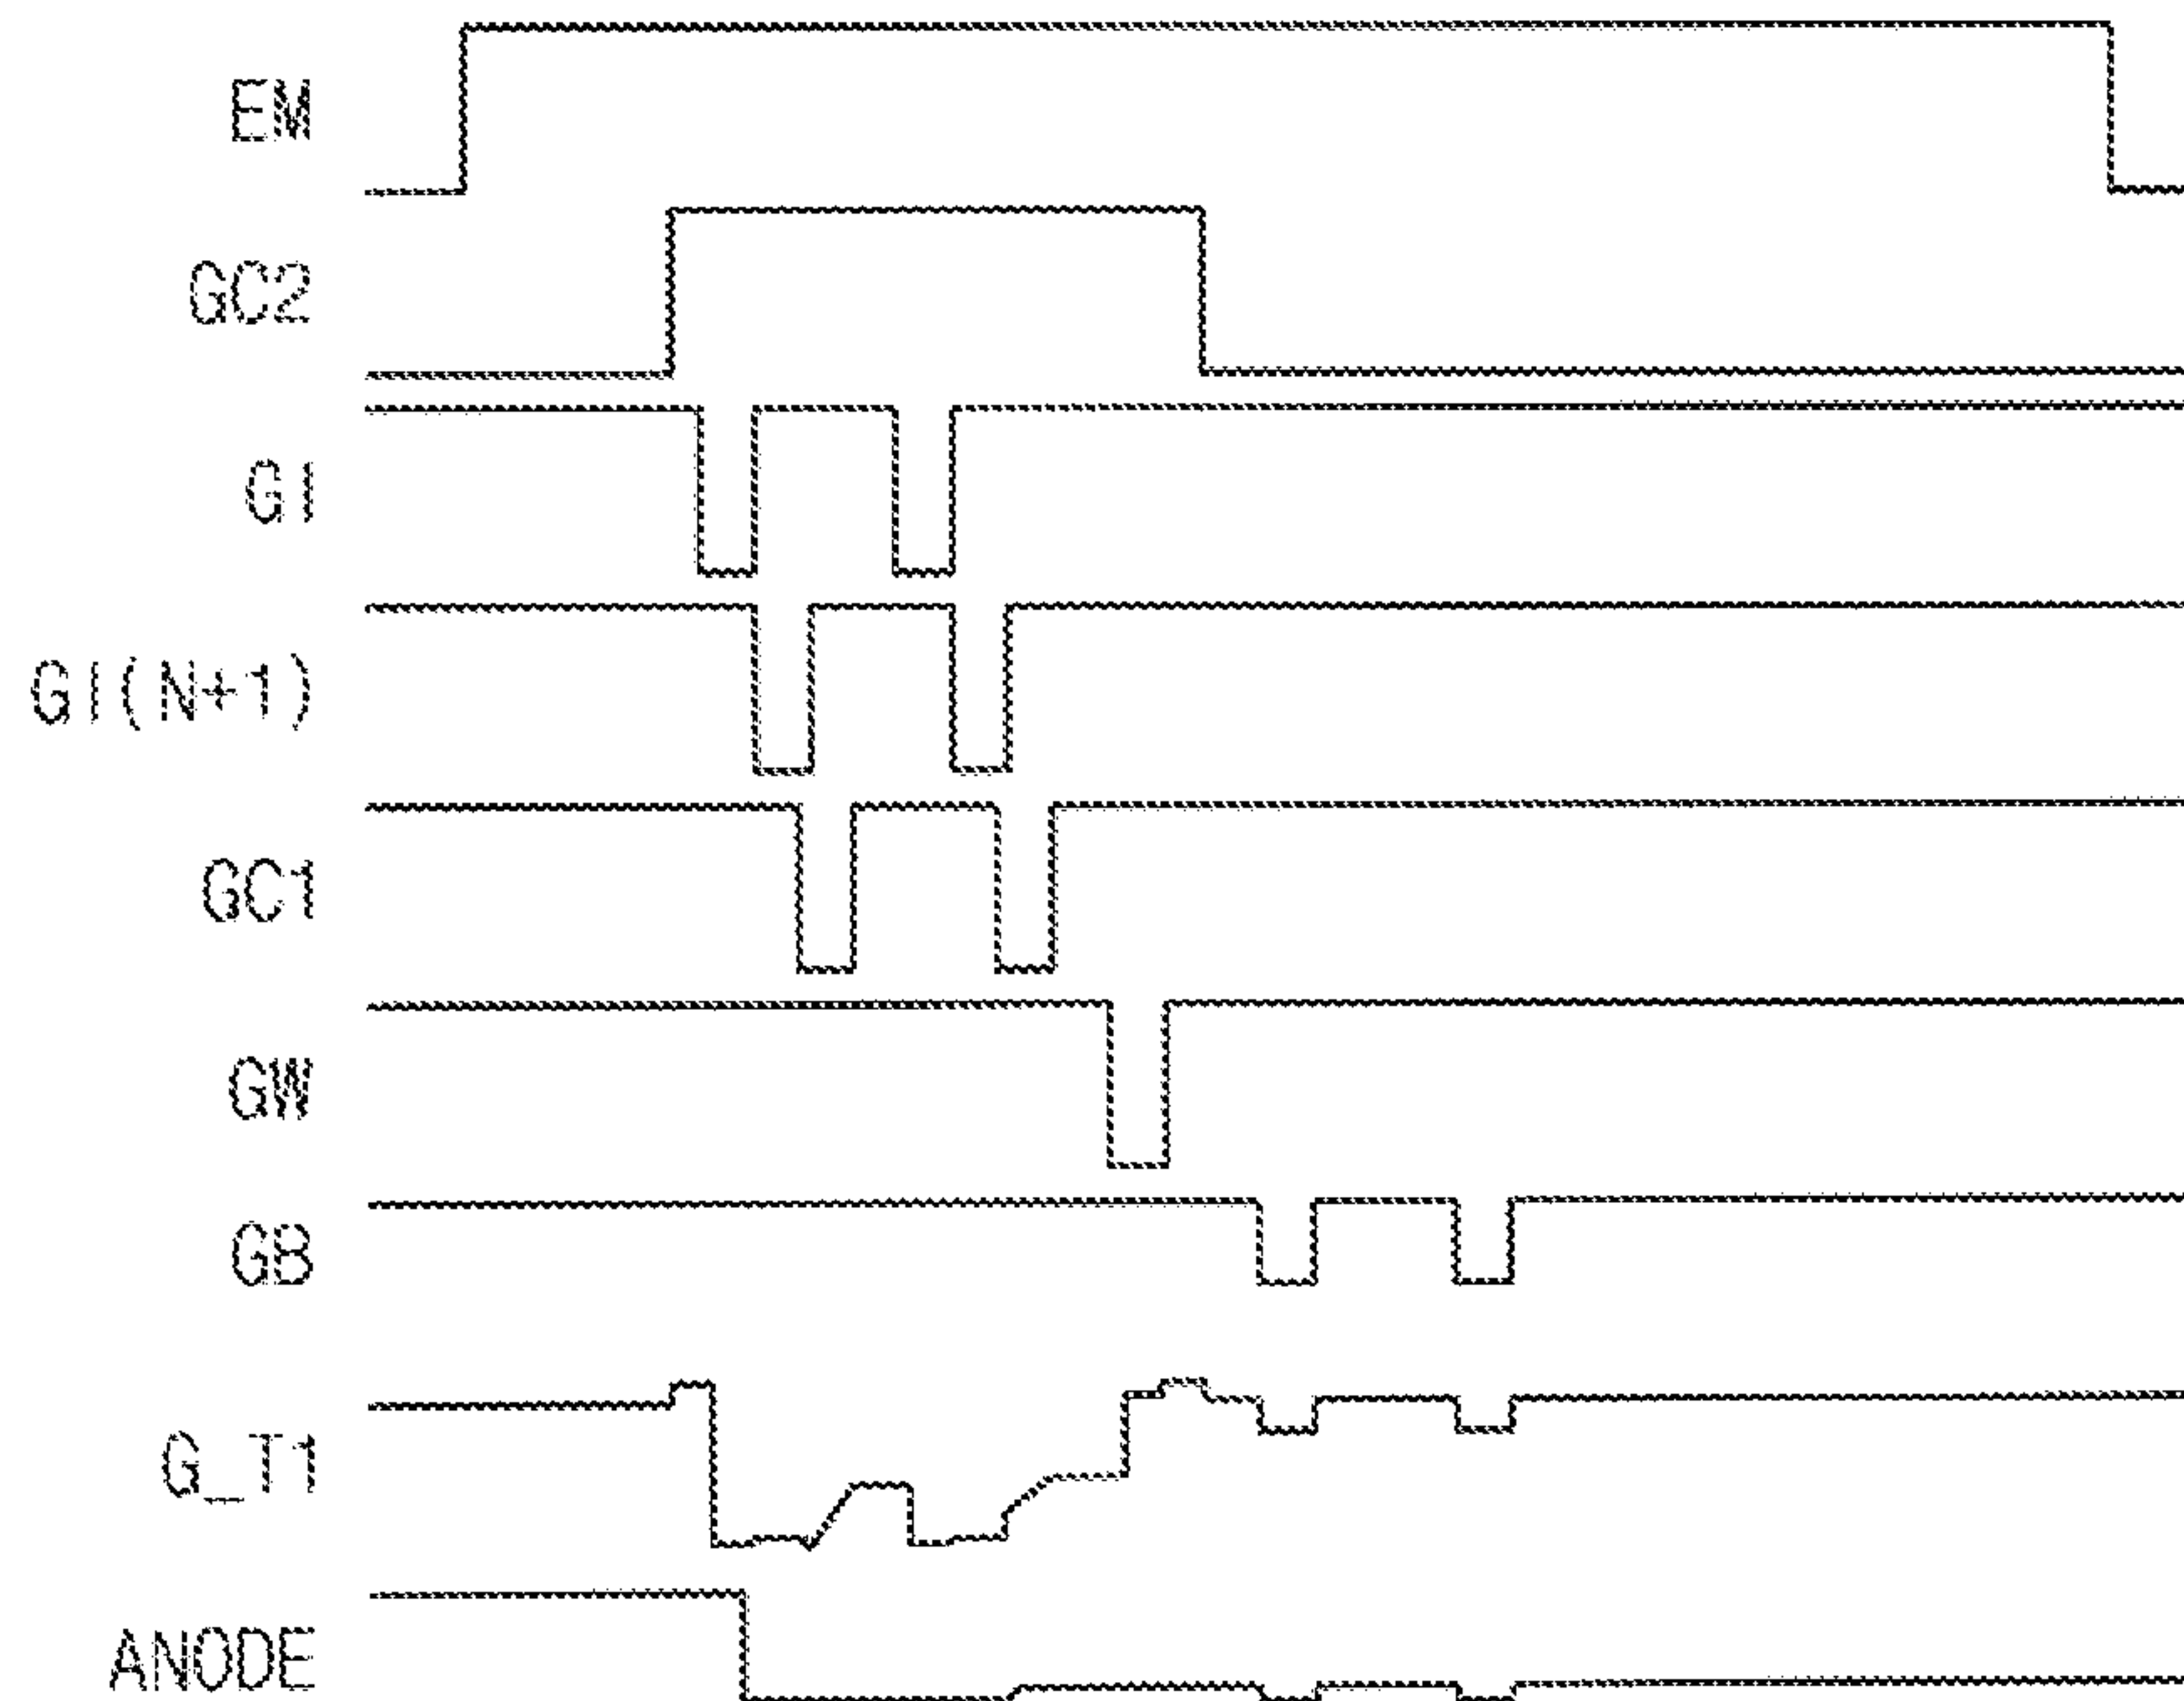 EM
GC2
GI
GI(N+1)
GC1
GW
GB
G_T1
ANODE